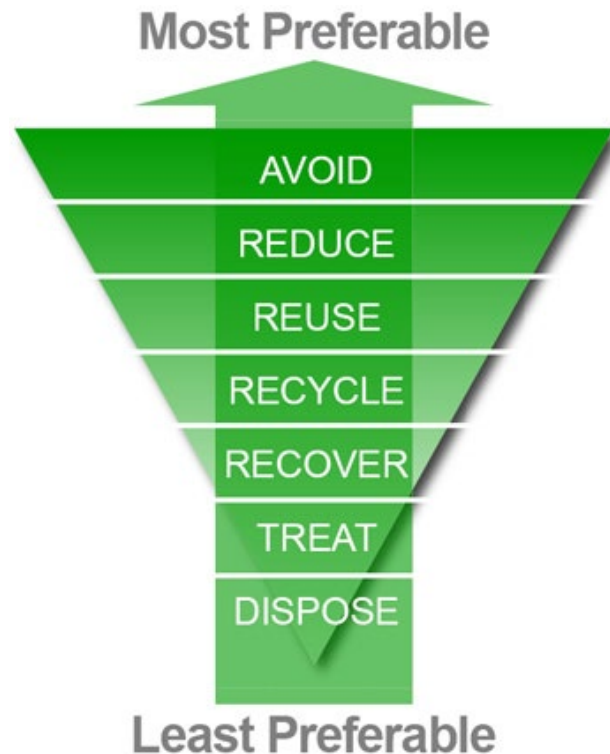 Most Preferable
AVOID
REDUCE
REUSE
RECYCLE
RECOVER
TREAT
DISPOSE
Least Preferable